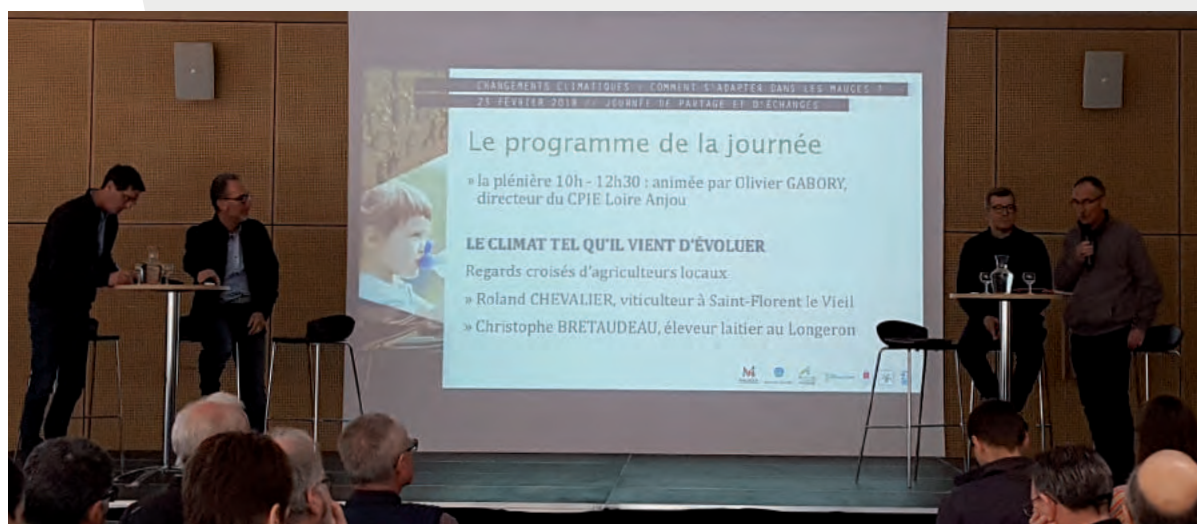 CHANGEMENTS CLIMATIQUES : COMMENT S'ADAPTER DANS LES MAUGES ?
23 FÉVRIER 2018 // JOURNÉE DE PARTAGE ET D'ÉCHANGES
Le programme de la journée
» la plénière 10h - 12h30 : animée par Olivier GABORY,
directeur du CPIE Loire Anjou
LE CLIMAT TEL QU'IL VIENT D'ÉVOLUER
Regards croisés d'agriculteurs locaux
» Roland CHEVALIER, viticulteur à Saint-Florent le Vieil
» Christophe BRETAUDEAU, éleveur laitier au Longeron